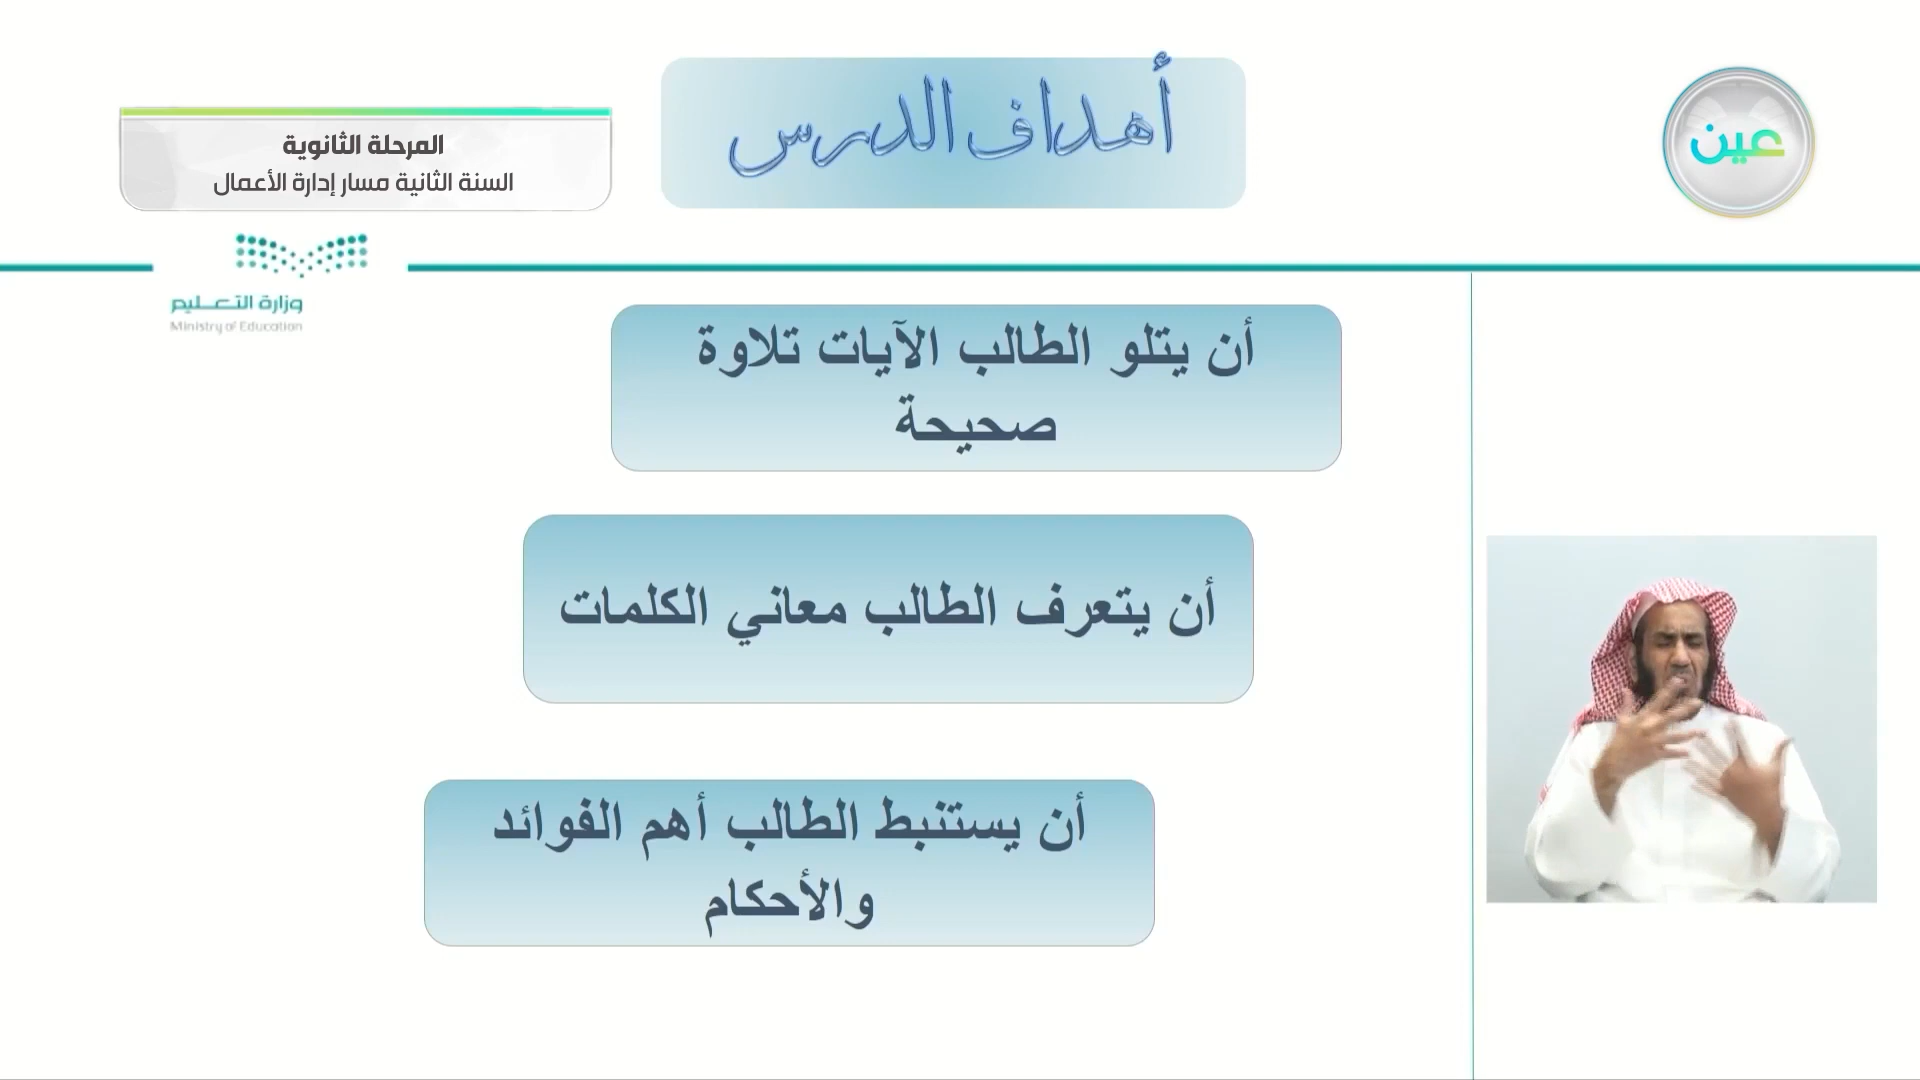 أهداف الدرس
المرحلة الثانوية
السنة الثانية مسار إدارة الأعمال
عين
وزارة التعليم
Ministry of Education
أن يتلو الطالب الآيات تلاوة
صحيحة
أن يتعرف الطالب معاني الكلمات
أن يستنبط الطالب أهم الفوائد
والأحكام